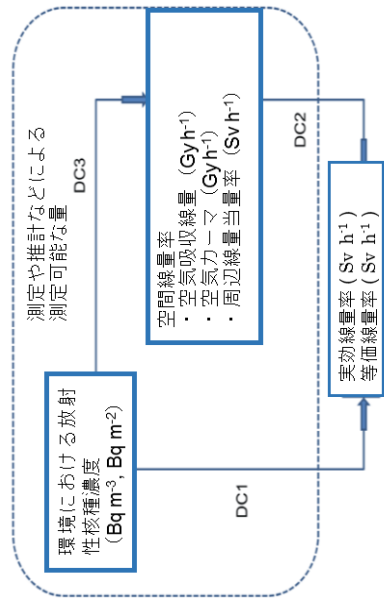 測定や推計などによる
測定可能な量
環境における放射
性核種濃度
(Bq m-3, Bq m-2)
DC3
空間線量率
・空気吸収線量 (Gy h-1)
・空気カーマ (Gy h-1)
・周辺線量当量率 (Sv h-1)
DC1
DC2
実効線量率( Sv h-1)
等価線量率( Sv h-1)